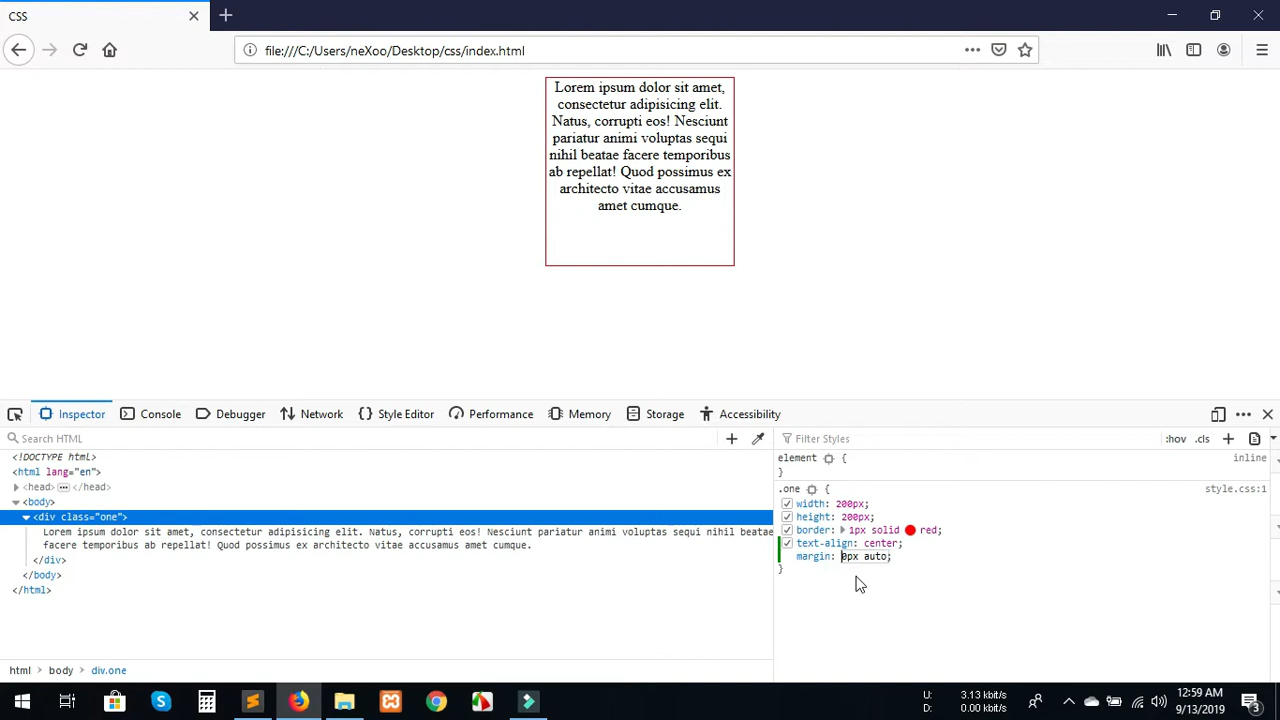 CSS
file:///C:/Users/neXoo/Desktop/css/index.html
Lorem ipsum dolor sit amet,
consectetur adipisicing elit.
Natus, corrupti eos! Nesciunt
pariatur animi voluptas sequi
nihil beatae facere temporibus
ab repellat! Quod possimus ex
architecto vitae accusamus
amet cumque.
Inspector Console Debugger Network {} Style Editor Performance Memory Storage Accessibility
Search HTML
Filter Styles :hov .cls
<!DOCTYPE html>
<html lang="en">
<head> </head>
<body>
<div class="one">
Lorem ipsum dolor sit amet, consectetur adipisicing elit. Natus, corrupti eos! Nesciunt pariatur animi voluptas sequi nihil beatae
facere temporibus ab repellat! Quod possimus ex architecto vitae accusamus amet cumque.
</div>
</body>
</html>
element { inline
}
.one { style.css:1
width: 200px;
height: 200px;
border: 1px solid red;
text-align: center;
margin: 0px auto;
}
html body div.one
U: 3.13 kbit/s
D: 0.00 kbit/s
12:59 AM
9/13/2019
3